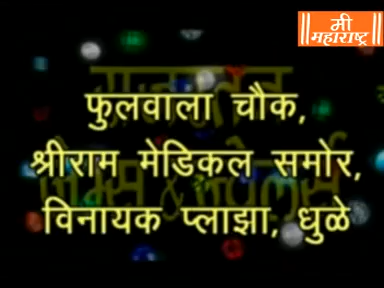 मी
महाराष्ट्र
फुलवाला चौक,
श्रीराम मेडिकल समोर,
विनायक प्लाझा, धुळे